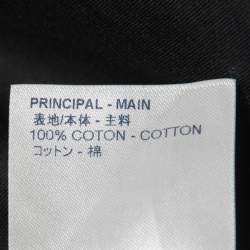 PRINCIPAL - MAIN
表地/本体 - 主料
100% COTON - COTTON
コットン - 棉